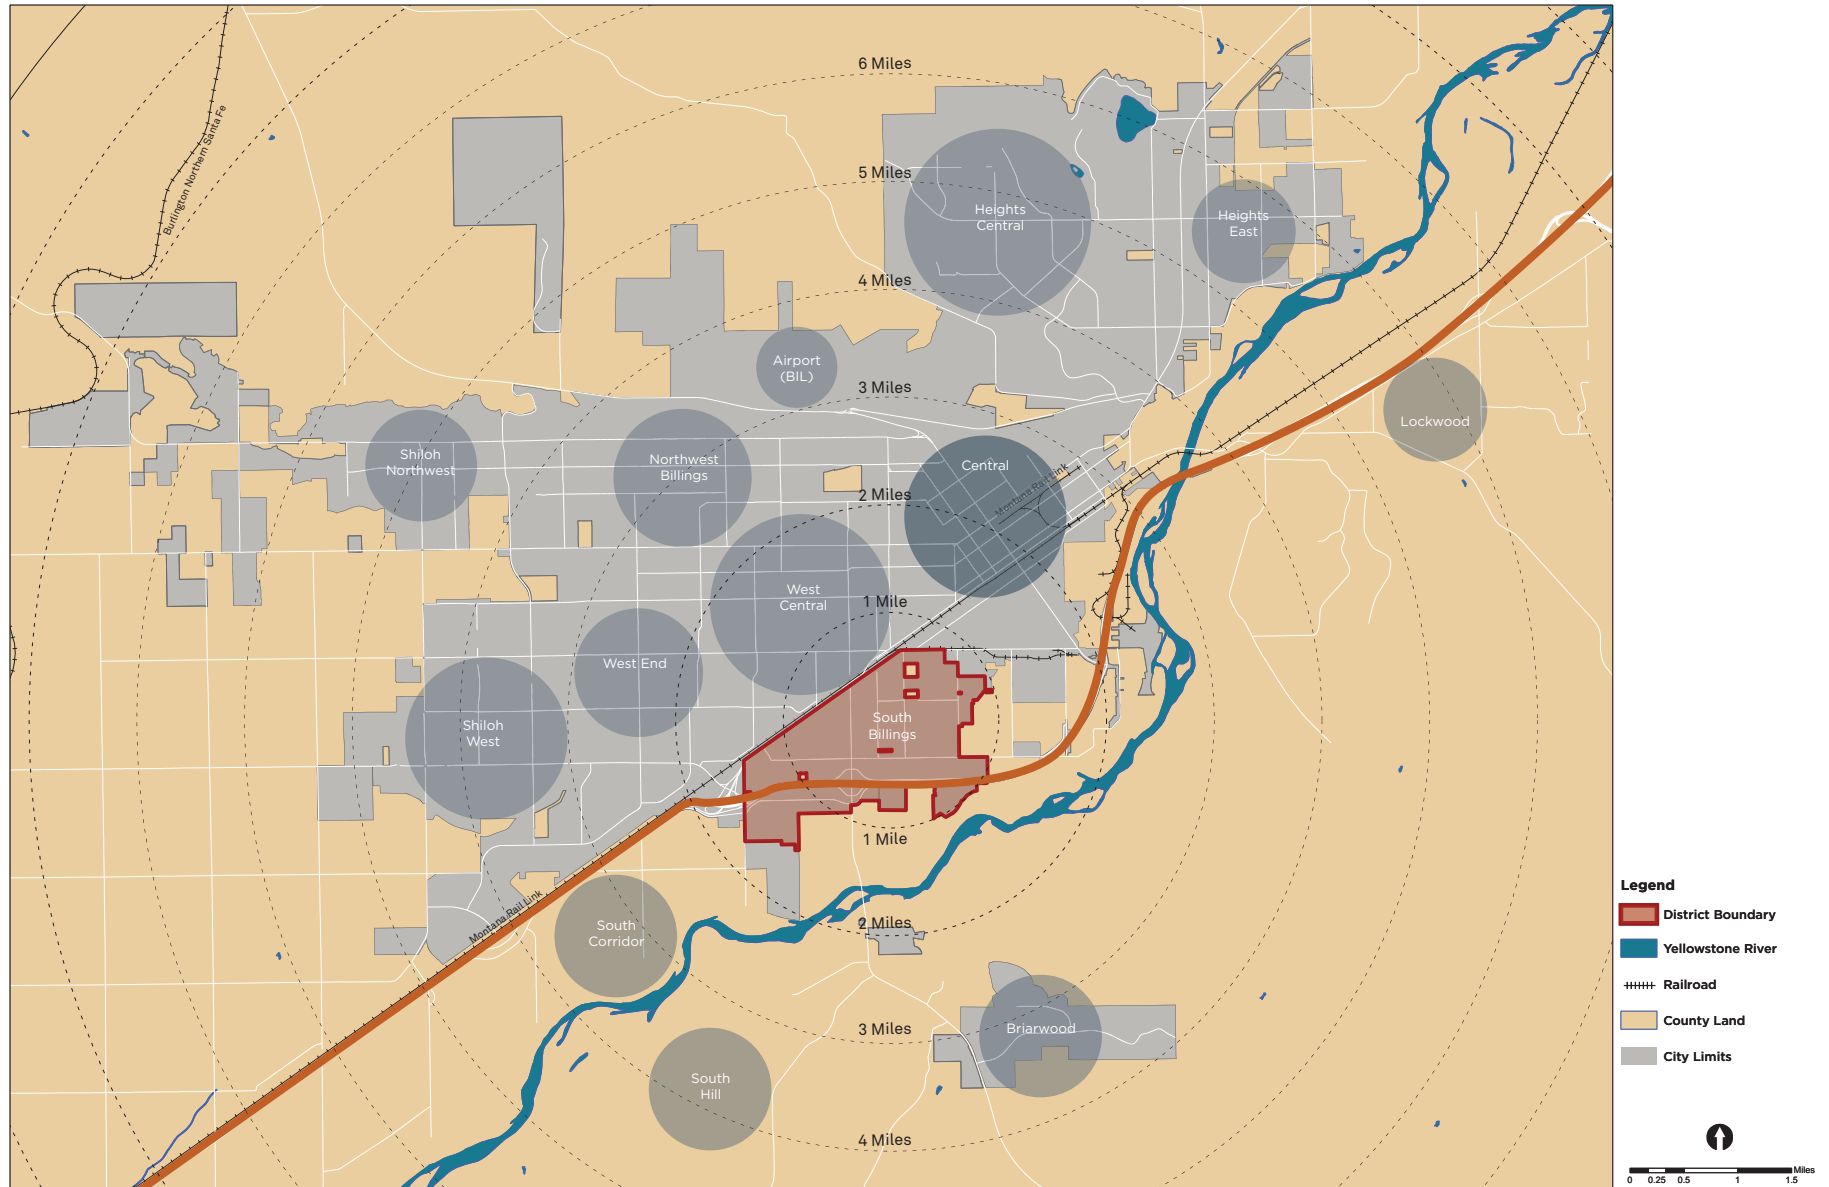 6 Miles
Burlington Northern Santa Fe
5 Miles
Heights
Central
Heights
East
4 Miles
Airport
(BIL)
3 Miles
Lockwood
Shiloh
Northwest
Northwest
Billings
Central
Montana Rail Link
2 Miles
West
Central
1 Mile
West End
Shiloh
West
South
Billings
1 Mile
Montana Rail Link
South
Corridor
2 Miles
3 Miles
Briarwood
South
Hill
4 Miles
Legend
District Boundary
Yellowstone River
Railroad
County Land
City Limits
Miles
0 0.25 0.5 1 1.5